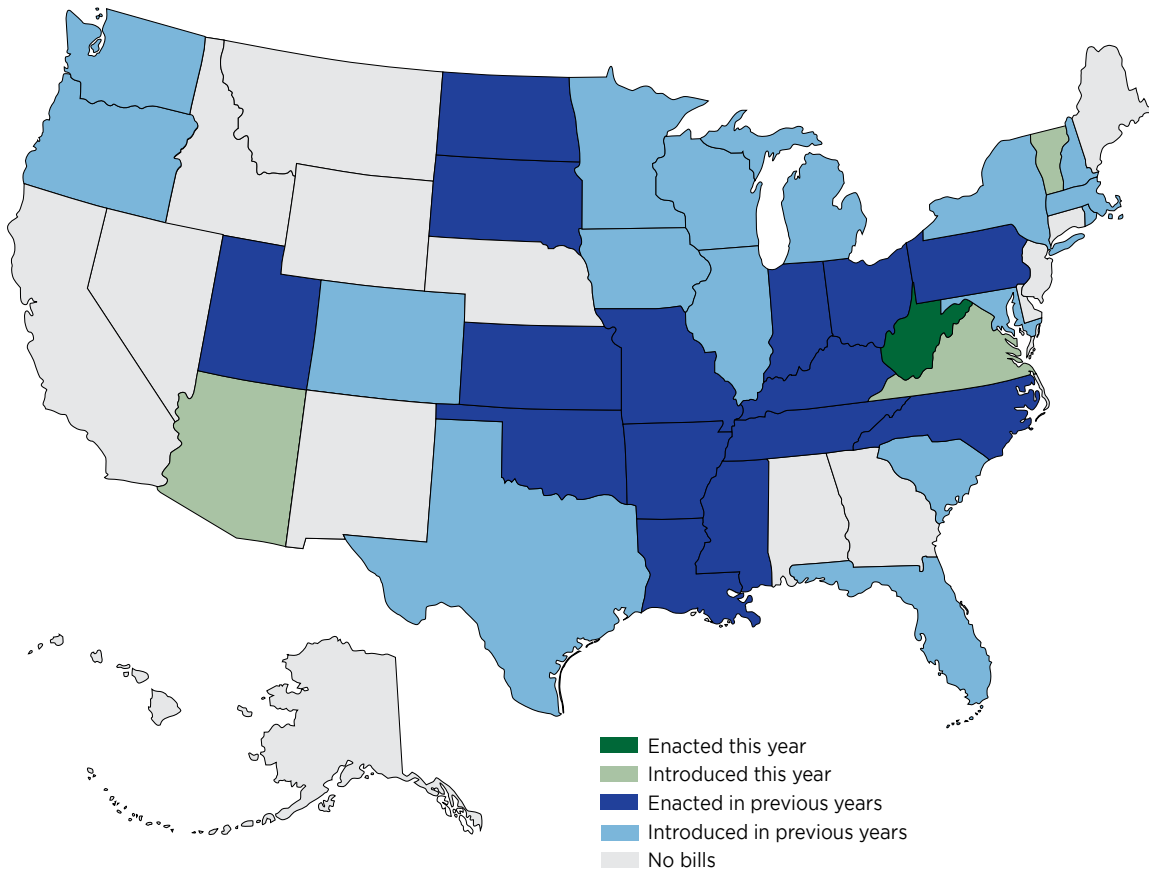 Enacted this year
Introduced this year
Enacted in previous years
Introduced in previous years
No bills